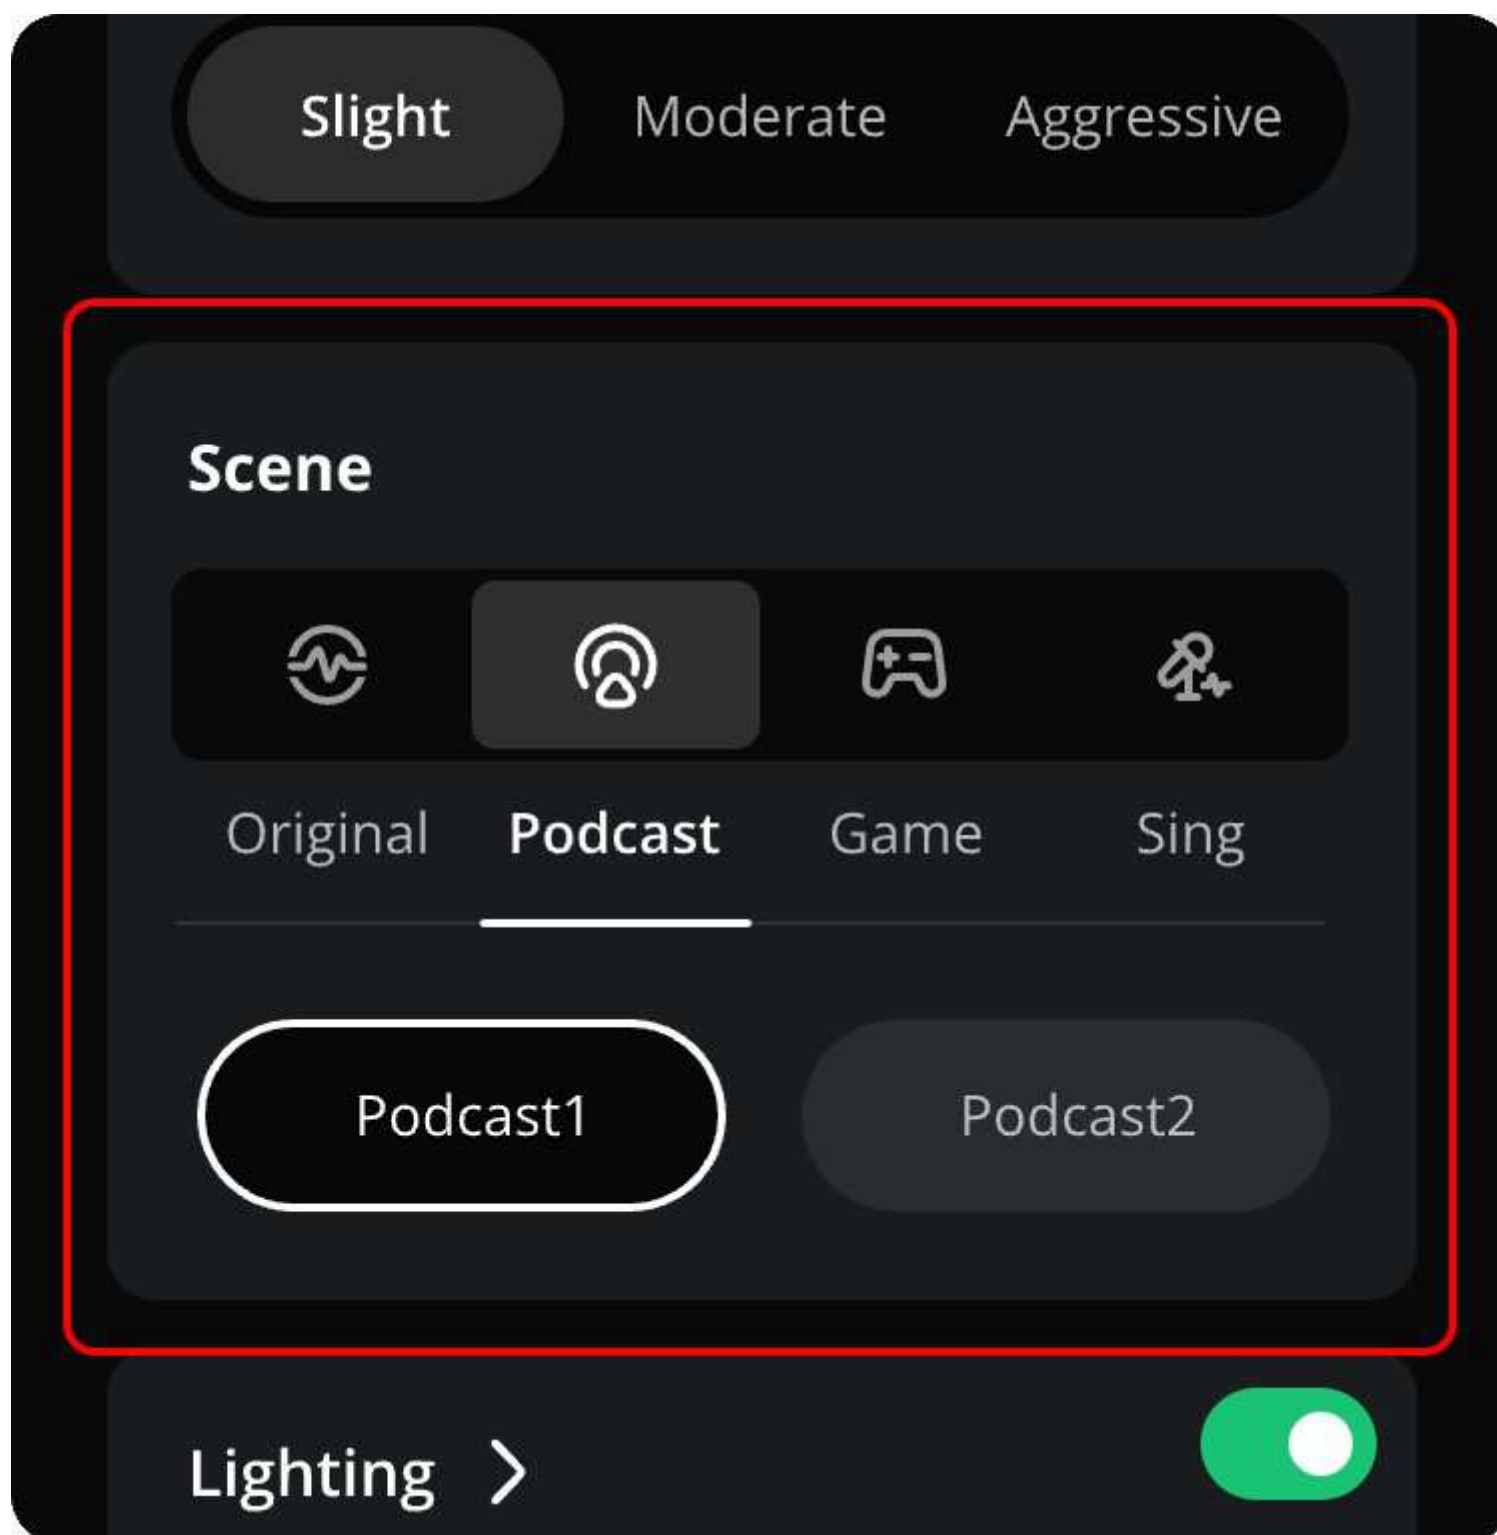 Slight Moderate Aggressive
Scene
Original Podcast Game Sing
Podcast1 Podcast2
Lighting